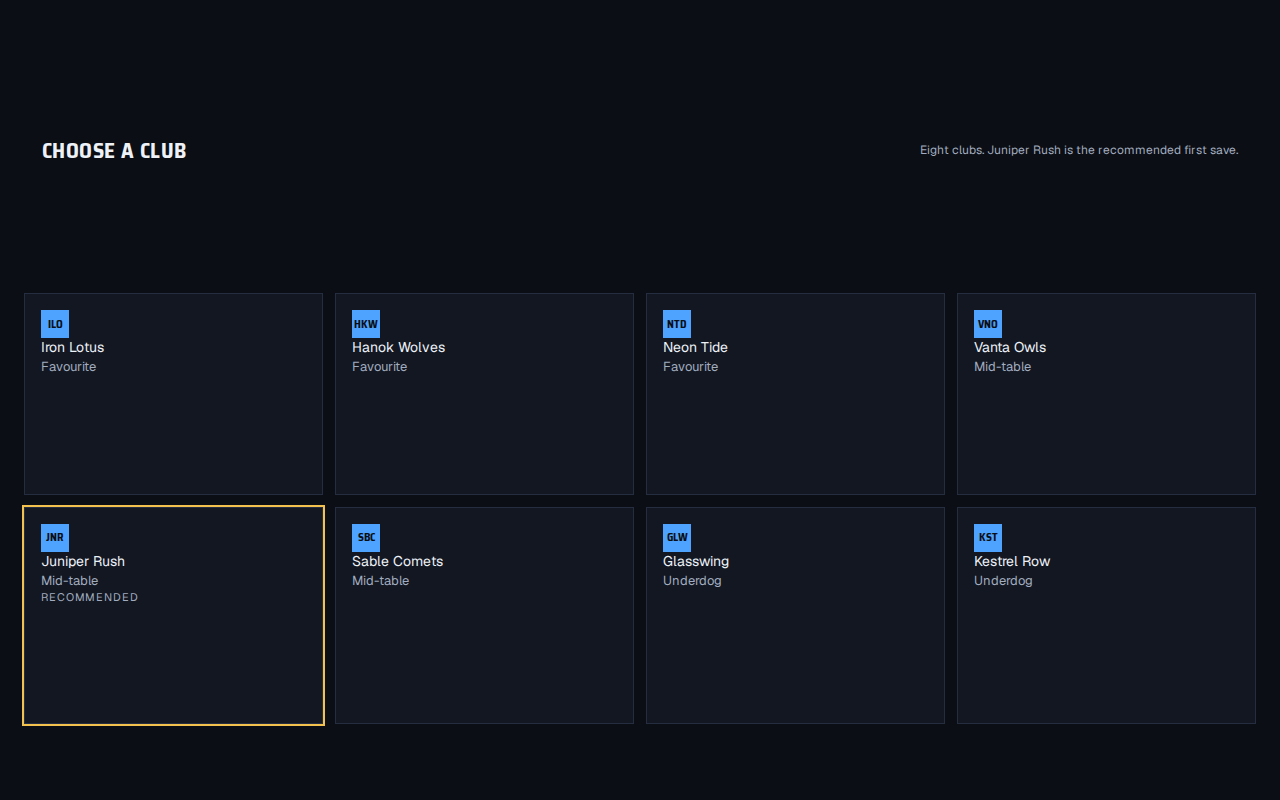 CHOOSE A CLUB
Eight clubs. Juniper Rush is the recommended first save.
ILO
Iron Lotus
Favourite
HKW
Hanok Wolves
Favourite
NTD
Neon Tide
Favourite
VNO
Vanta Owls
Mid-table
JNR
Juniper Rush
Mid-table
RECOMMENDED
SBC
Sable Comets
Mid-table
GLW
Glasswing
Underdog
KST
Kestrel Row
Underdog